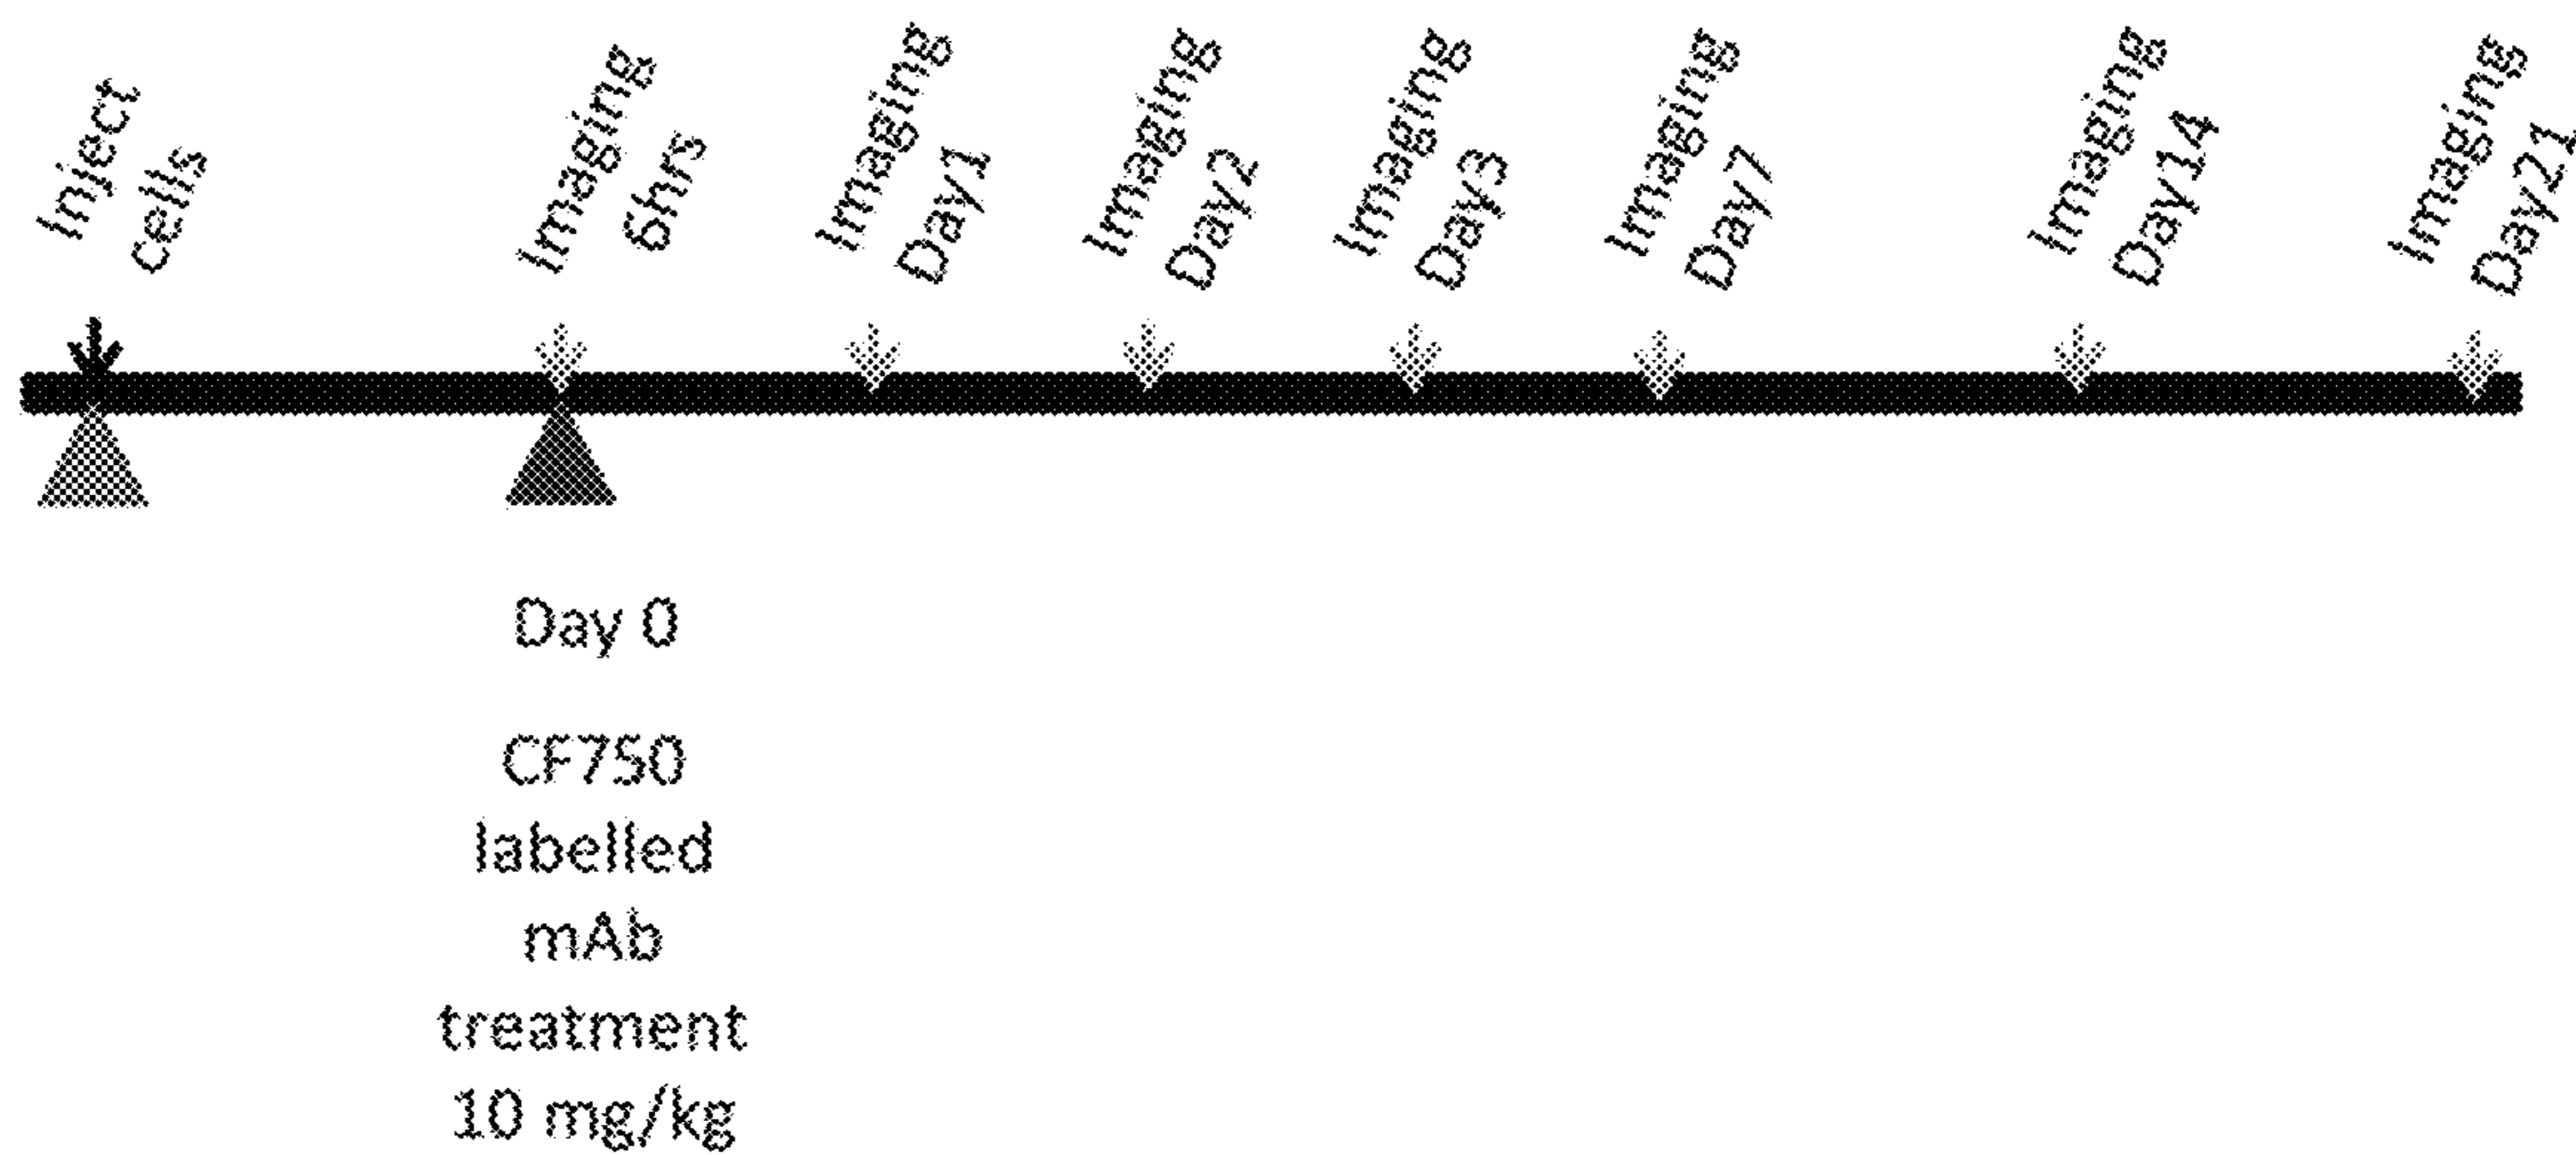 Inject
cells
Imaging
6hrs
Imaging
Day1
Imaging
Day2
Imaging
Day3
Imaging
Day7
Imaging
Day14
Imaging
Day21
Day 0
CF750
labelled
mAb
treatment
10 mg/kg